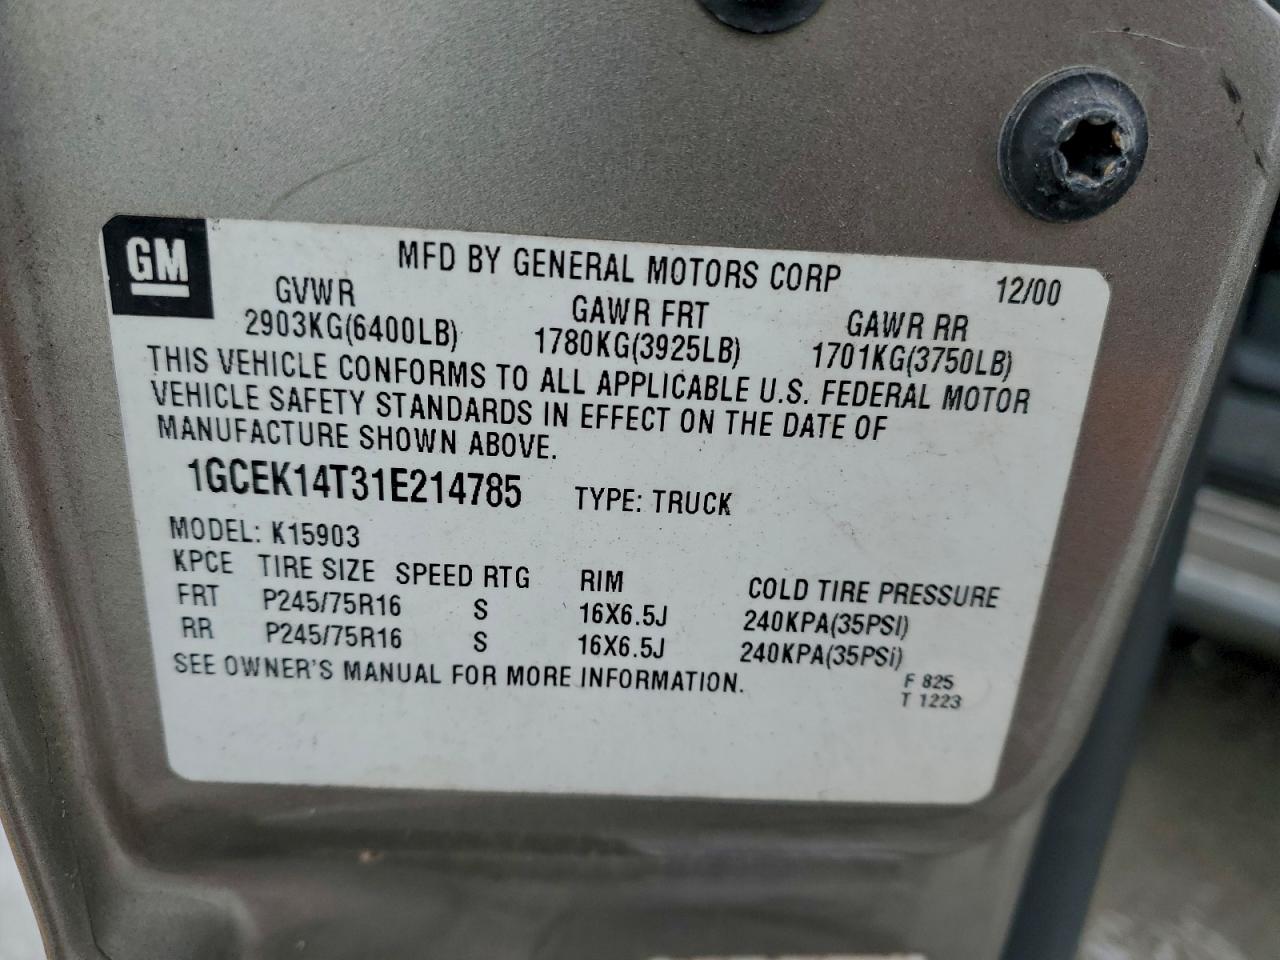 GM
MFD BY GENERAL MOTORS CORP 12/00
GVWR GAWR FRT GAWR RR
2903KG(6400LB) 1780KG(3925LB) 1701KG(3750LB)
THIS VEHICLE CONFORMS TO ALL APPLICABLE U.S. FEDERAL MOTOR
VEHICLE SAFETY STANDARDS IN EFFECT ON THE DATE OF
MANUFACTURE SHOWN ABOVE.
1GCEK14T31E214785 TYPE: TRUCK
MODEL: K15903
KPCE TIRE SIZE SPEED RTG RIM COLD TIRE PRESSURE
FRT P245/75R16 S 16X6.5J 240KPA(35PSI)
RR P245/75R16 S 16X6.5J 240KPA(35PSi)
SEE OWNER'S MANUAL FOR MORE INFORMATION.
F 825
T 1223